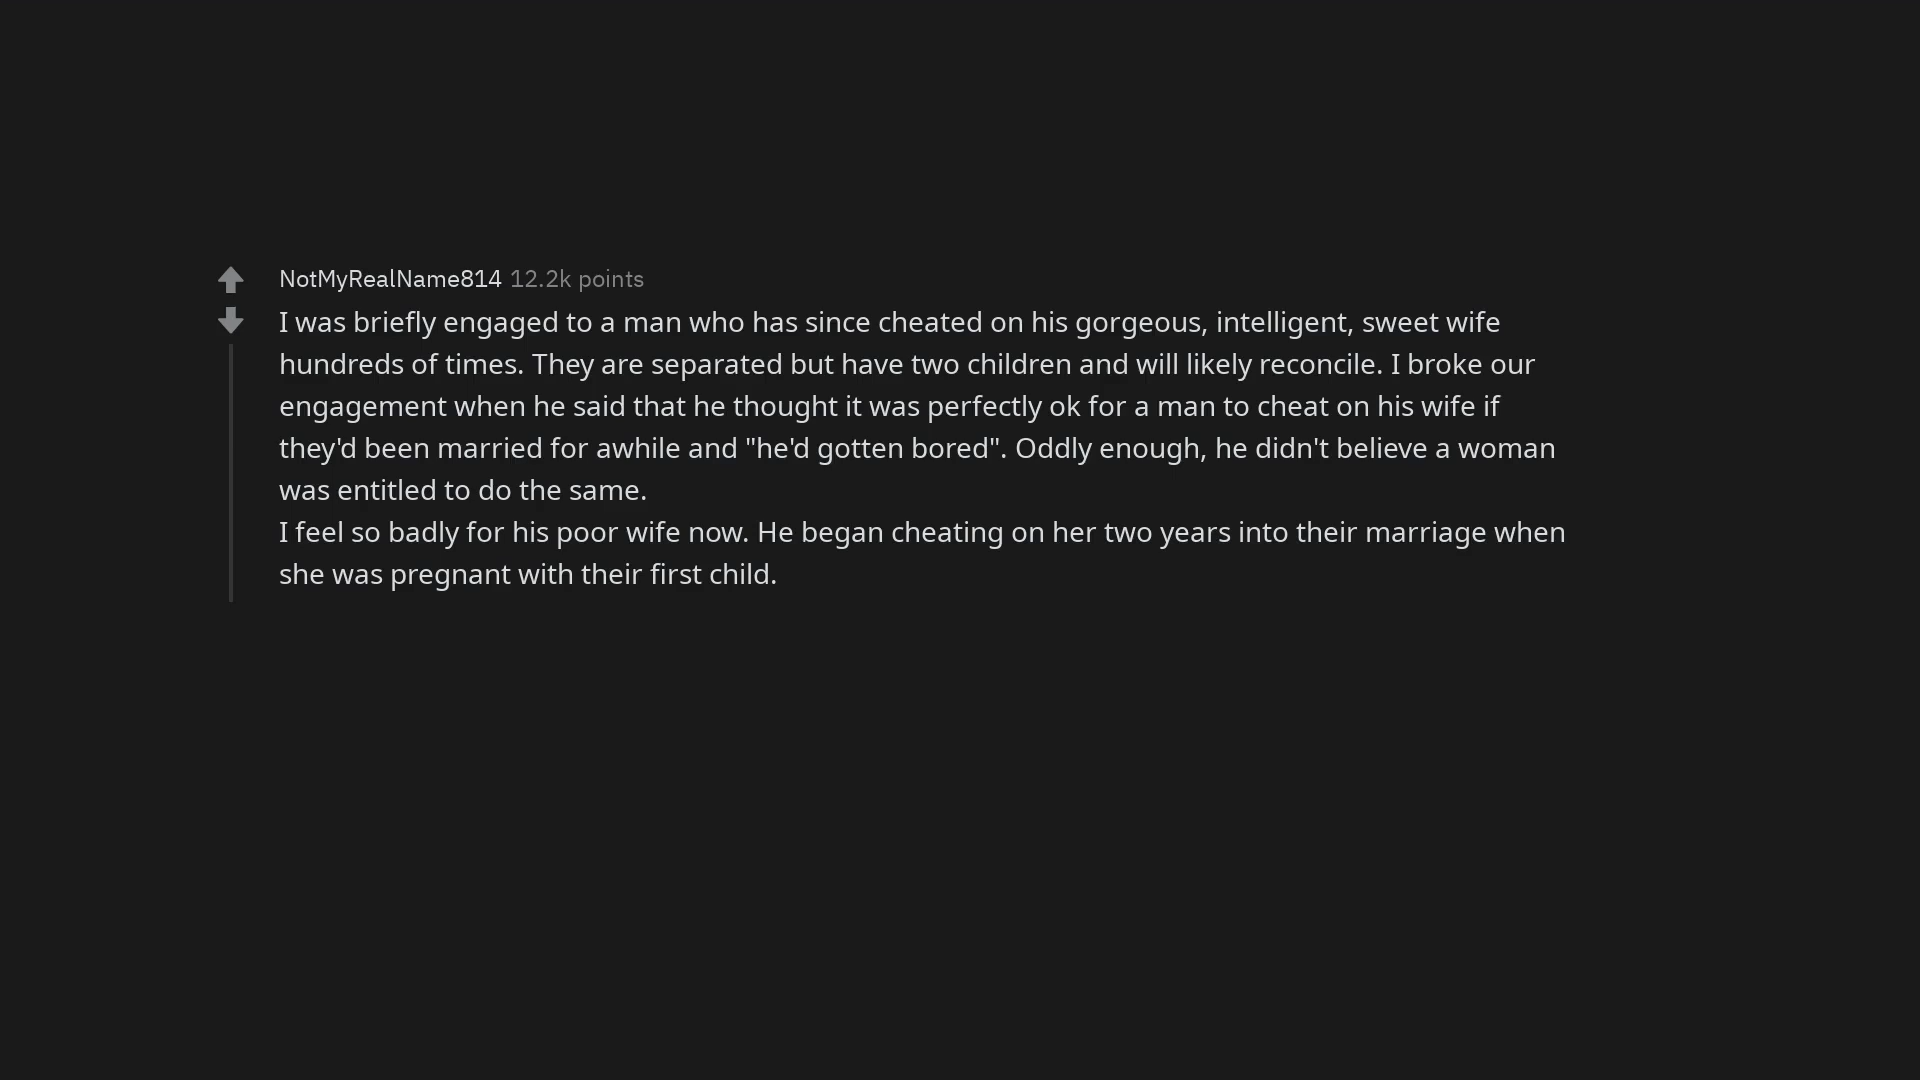 NotMyRealName814 12.2k points
I was briefly engaged to a man who has since cheated on his gorgeous, intelligent, sweet wife
hundreds of times. They are separated but have two children and will likely reconcile. I broke our
engagement when he said that he thought it was perfectly ok for a man to cheat on his wife if
they'd been married for awhile and "he'd gotten bored". Oddly enough, he didn't believe a woman
was entitled to do the same.
I feel so badly for his poor wife now. He began cheating on her two years into their marriage when
she was pregnant with their first child.